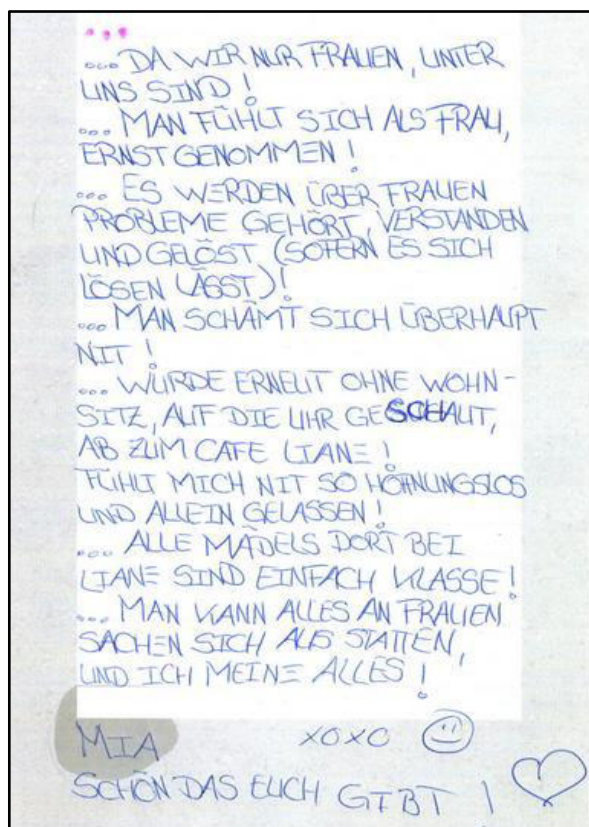 ...
... DA WIR NUR FRAUEN, UNTER
UNS SIND !
... MAN FÜHLT SICH ALS FRAU,
ERNST GENOMMEN !
... ES WERDEN ÜBER FRAUEN
PROBLEME GEHÖRT, VERSTANDEN
UND GELÖST, (SOFERN ES SICH
LÖSEN LÄSST)!
... MAN SCHÄMT SICH ÜBERHAUPT
NIT !
... WURDE ERNEUT OHNE WOHN-
SITZ, AUF DIE UHR GESCHAUT,
AB ZUM CAFE LIANE !
FÜHLT MICH NIT SO HOFNUNGSLOS
UND ALLEIN GELASSEN !
... ALLE MÄDELS DORT BEI
LIANE SIND EINFACH KLASSE !
... MAN KANN ALLES AN FRAUEN
SACHEN SICH AUS STATTEN,
UND ICH MEINE ALLES !
MIA XOXO
SCHÖN DAS EUCH GIBT !